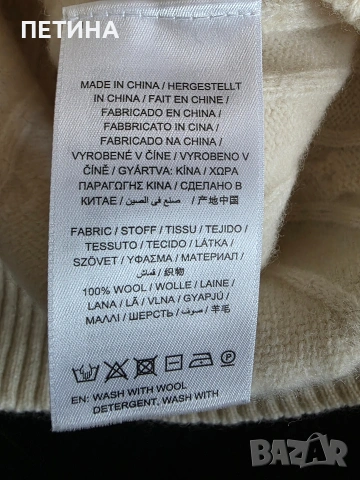 ПЕТИНА
MADE IN CHINA / HERGESTELLT
IN CHINA / FAIT EN CHINE /
FABRICADO EN CHINA /
FABBRICATO IN CINA /
FABRICADO NA CHINA /
VYROBENÉ V ČÍNE / VYROBENO V
ČÍNĚ / GYÁRTVA: KÍNA / ΧΩΡΑ
ΠΑΡΑΓΩΓΗΣ ΚΙΝΑ / СДЕЛАНО В
КИТАЕ / صنع في الصين / 产地中国
FABRIC / STOFF / TISSU / TEJIDO /
TESSUTO / TECIDO / LÁTKA /
SZÖVET / ΥΦΑΣΜΑ / МАТЕРИАЛ /
قماش / 织物
100% WOOL / WOLLE / LAINE /
LANA / LÃ / VLNA / GYAPJÚ /
ΜΑΛΛΙ / ШЕРСТЬ / صوف / 羊毛
EN: WASH WITH WOOL
DETERGENT, WASH WITH
BAZAR